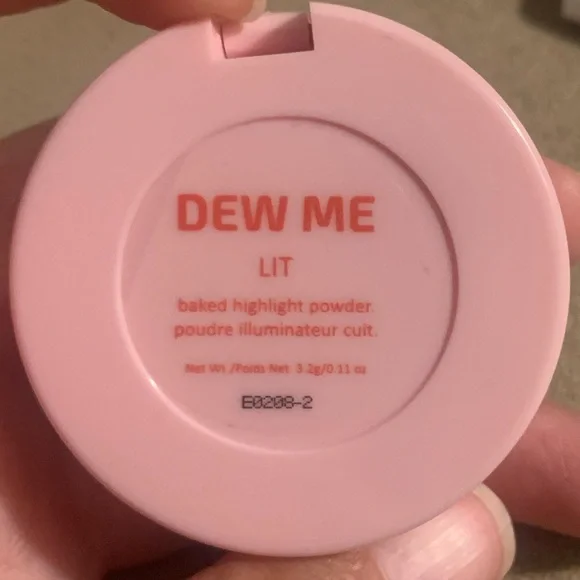 DEW ME
LIT
baked highlight powder.
poudre illuminateur cuit.
Net Wt./Poids Net 3.2g/0.11 oz
E0208-2